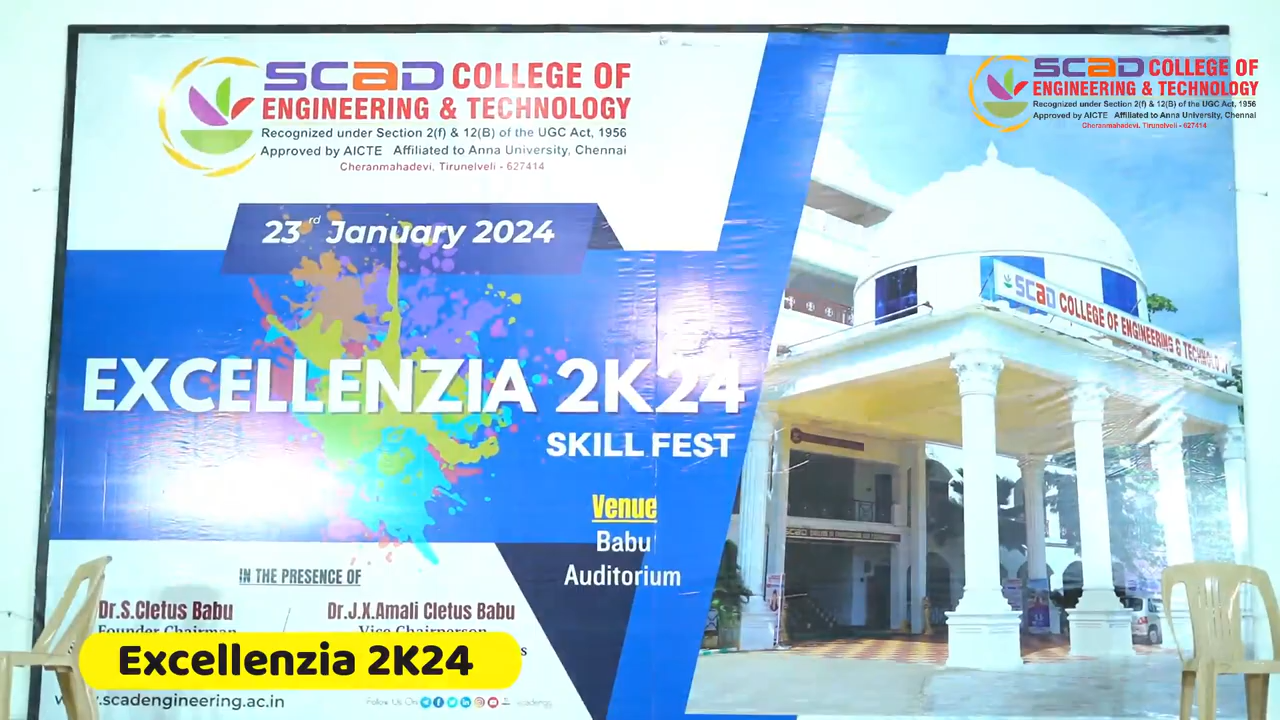 SCAD COLLEGE OF
ENGINEERING & TECHNOLOGY
Recognized under Section 2(f) & 12(B) of the UGC Act, 1956
Approved by AICTE Affiliated to Anna University, Chennai
Cheranmahadevi, Tirunelveli - 627414
SCAD COLLEGE OF
ENGINEERING & TECHNOLOGY
Recognized under Section 2(f) & 12(B) of the UGC Act, 1956
Approved by AICTE Affiliated to Anna University, Chennai
Cheranmahadevi, Tirunelveli - 627414
23rd January 2024
SCAD COLLEGE OF ENGINEERING & TECHNOLOGY
EXCELLENZIA 2K24
SKILL FEST
Venue
Babu
Auditorium
IN THE PRESENCE OF
Dr.S.Cletus Babu
Founder Chairman
Dr.J.X.Amali Cletus Babu
Vice Chairperson
Excellenzia 2K24
.scadengineering.ac.in
Follow Us On